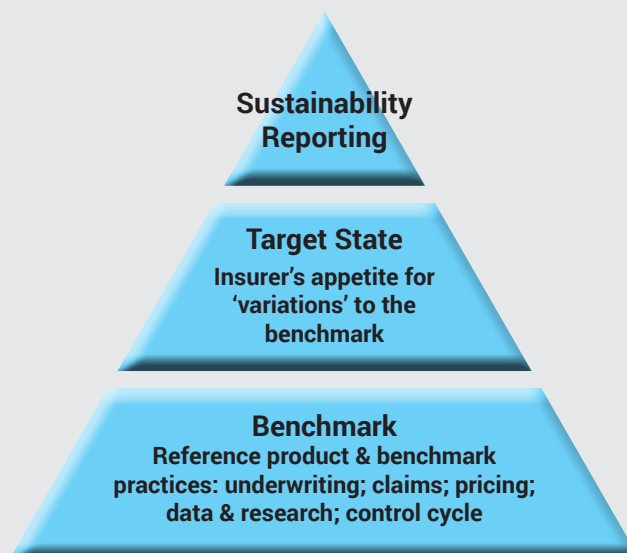 Sustainability
Reporting
Target State
Insurer's appetite for
‘variations’ to the
benchmark
Benchmark
Reference product & benchmark
practices: underwriting; claims; pricing;
data & research; control cycle